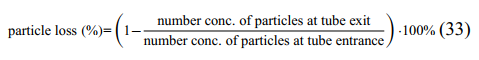 particle loss (%)=(1−number conc. of particles at tube exit/number conc. of particles at tube entrance)·100% (33)